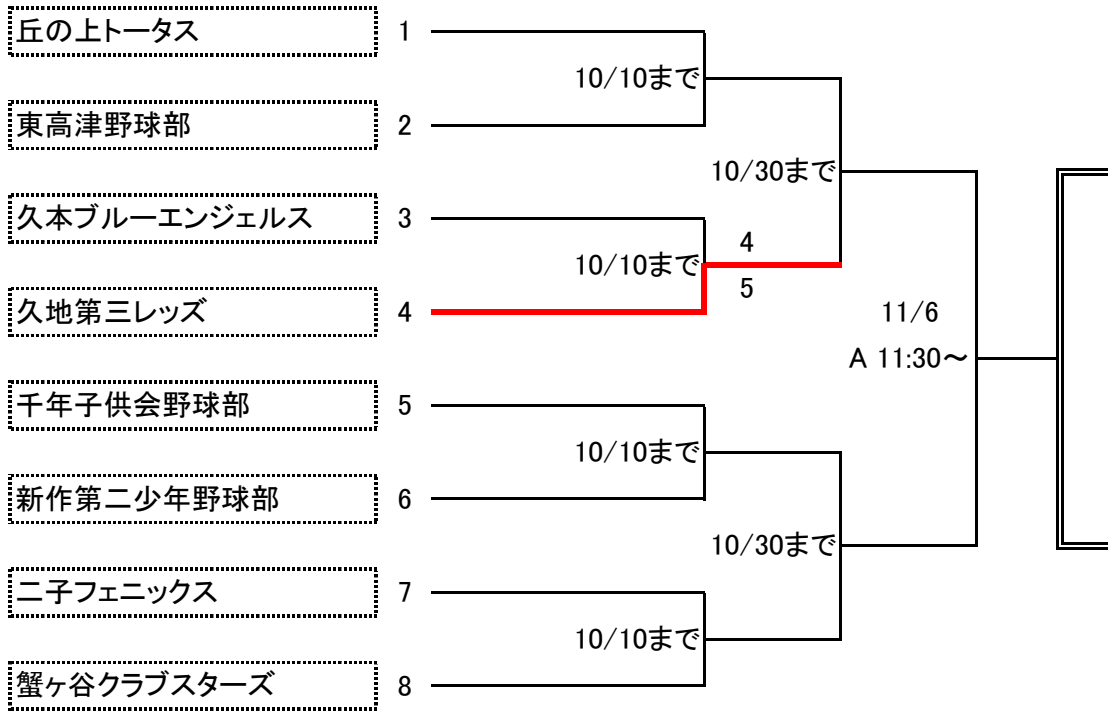 丘の上トータス 1
10/10まで
東高津野球部 2
10/30まで
久本ブルーエンジェルス 3
4
10/10まで
5
久地第三レッズ 4
11/6
A 11:30～
千年子供会野球部 5
10/10まで
新作第二少年野球部 6
10/30まで
二子フェニックス 7
10/10まで
蟹ヶ谷クラブスターズ 8